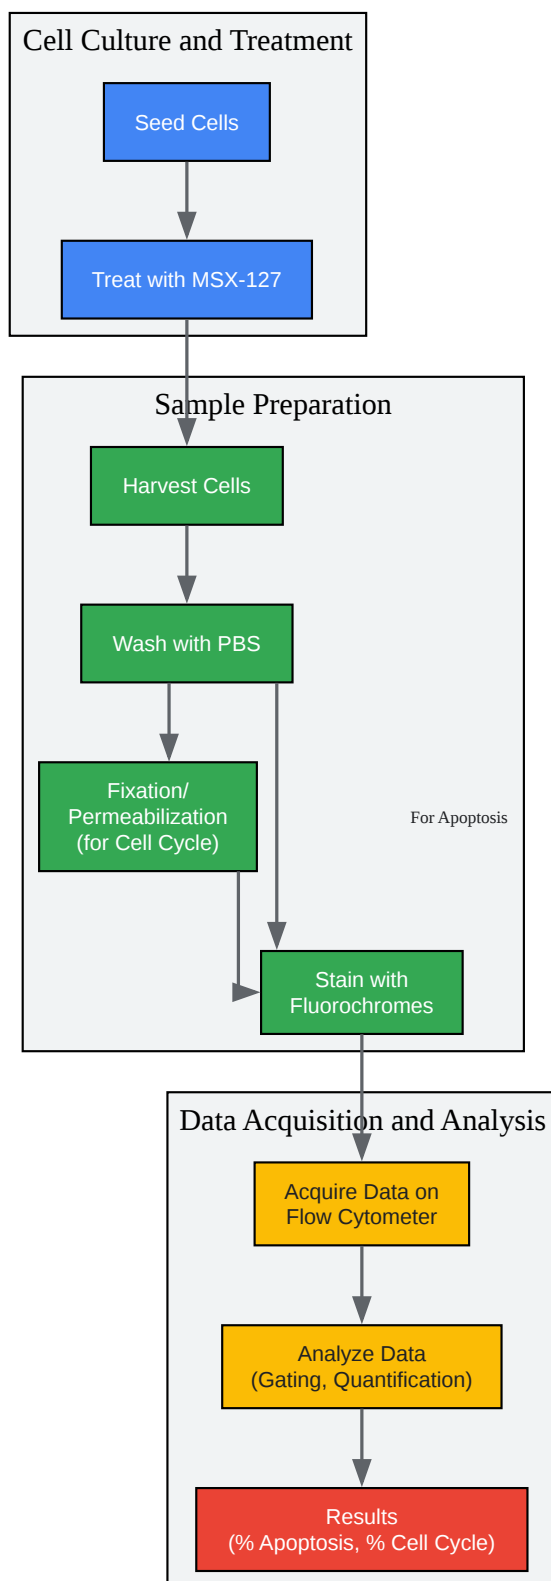 Cell Culture and Treatment
Seed Cells
Treat with MSX-127
Sample Preparation
Harvest Cells
Wash with PBS
Fixation/
Permeabilization
(for Cell Cycle)
For Apoptosis
Stain with
Fluorochromes
Data Acquisition and Analysis
Acquire Data on
Flow Cytometer
Analyze Data
(Gating, Quantification)
Results
(% Apoptosis, % Cell Cycle)